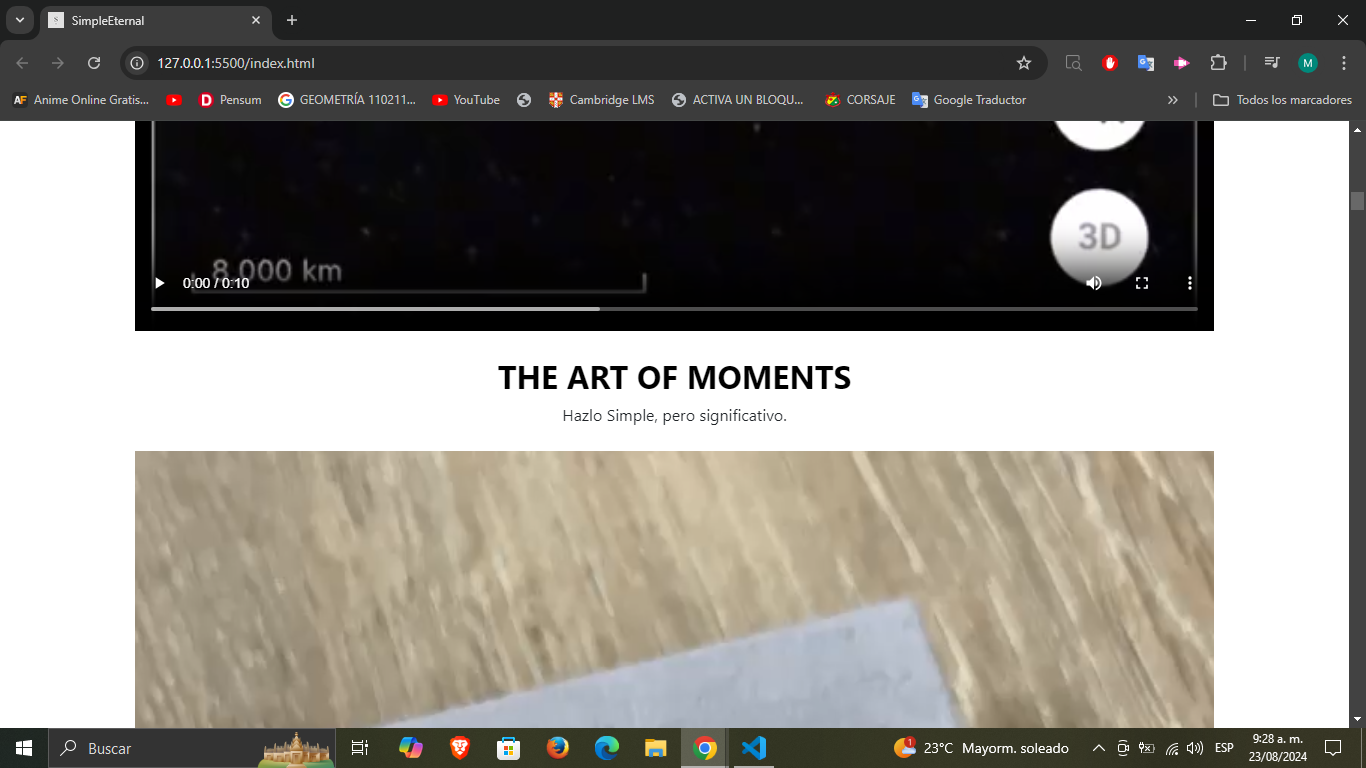 SimpleEternal
127.0.0.1:5500/index.html
M
AF Anime Online Gratis... D Pensum G GEOMETRÍA 110211... YouTube Cambridge LMS ACTIVA UN BLOQU... CORSAJE Google Traductor » Todos los marcadores
3D
8,000 km
0:00 / 0:10
THE ART OF MOMENTS
Hazlo Simple, pero significativo.
Buscar 1 23°C Mayorm. soleado ESP 9:28 a. m.
23/08/2024